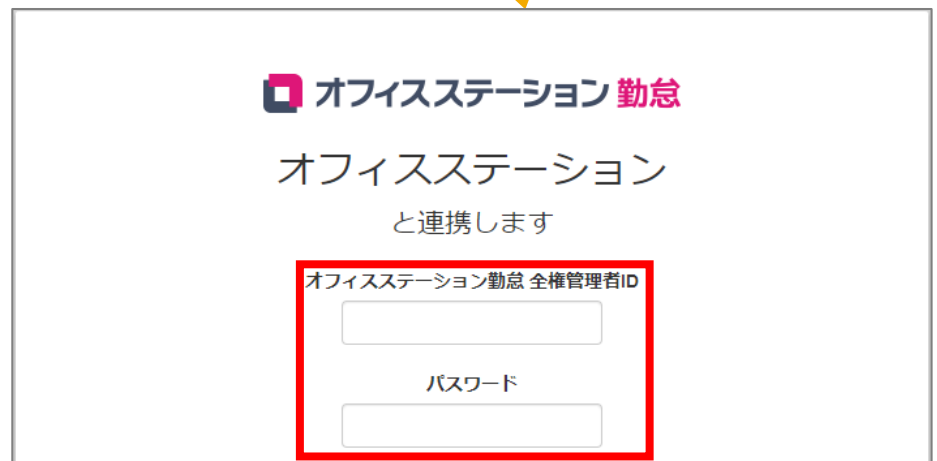 オフィスステーション 勤怠
オフィスステーション
と連携します
オフィスステーション勤怠 全権管理者ID
パスワード